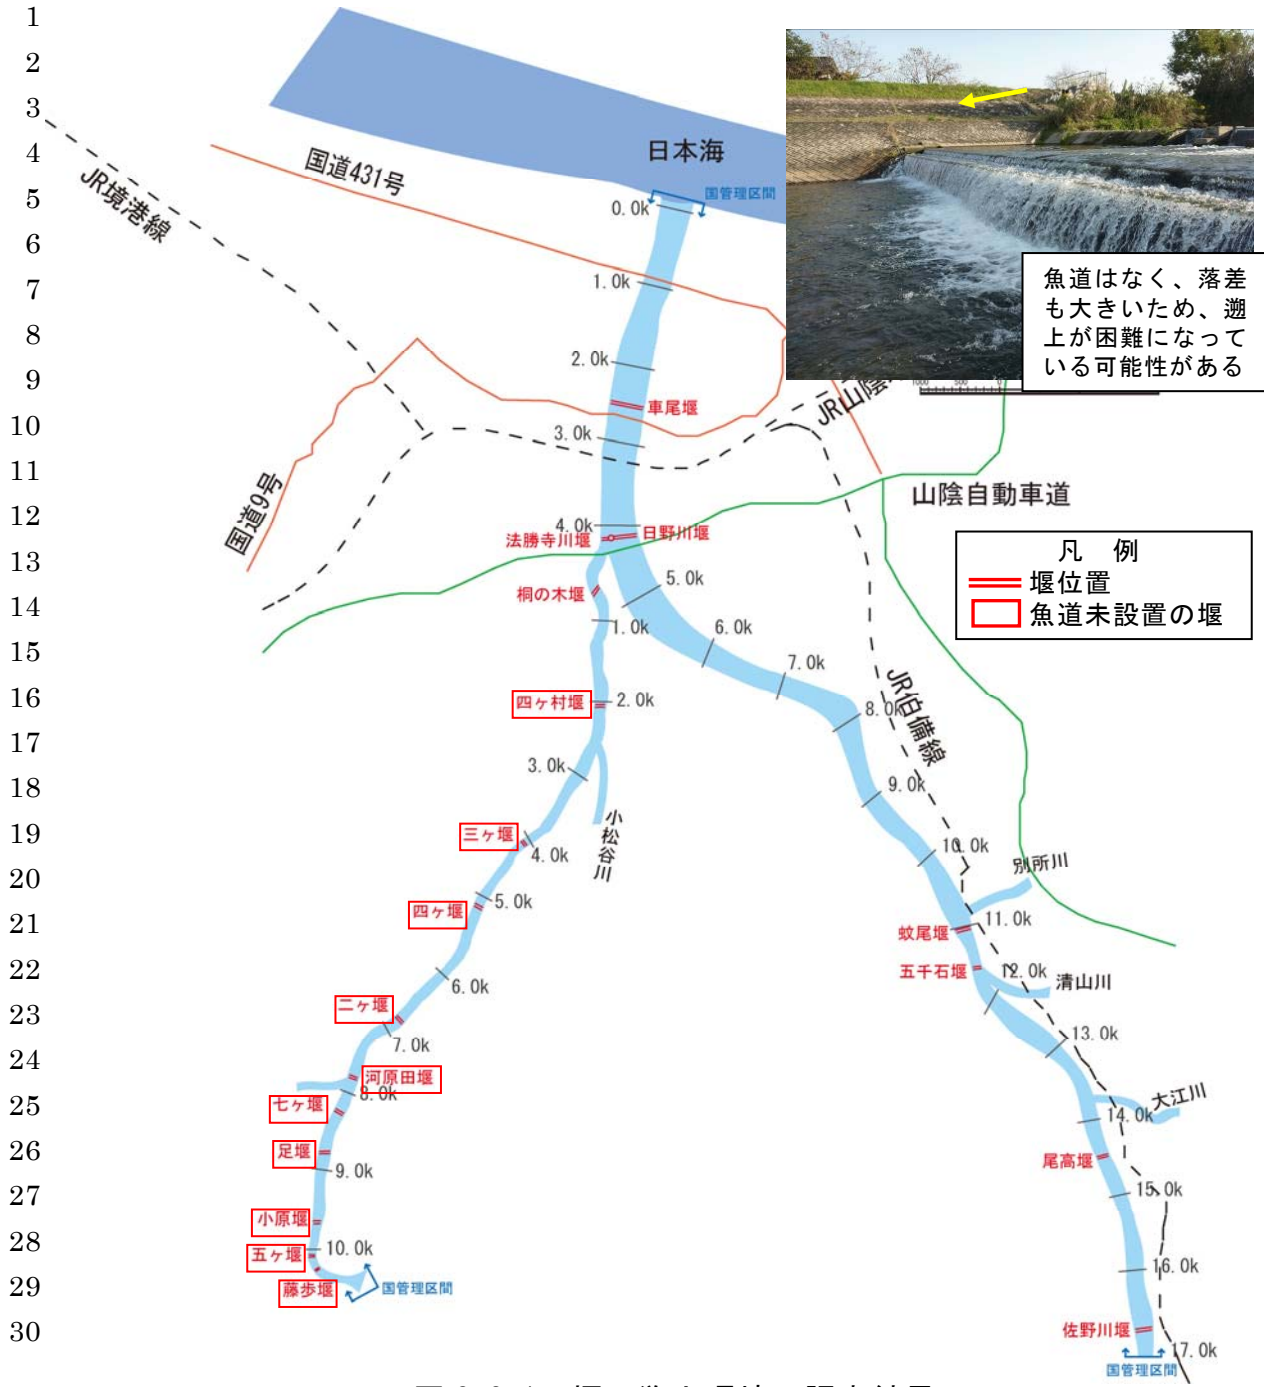 1
2
3
4
5
6
7
8
9
10
11
12
13
14
15
16
17
18
19
20
21
22
23
24
25
26
27
28
29
30
日本海
国道431号
JR境港線
国管理区間
0.0k
1.0k
2.0k
車尾堰
3.0k
JR山陰
国道9号
4.0k
法勝寺川堰
日野川堰
山陰自動車道
魚道はなく、落差
も大きいため、遡
上が困難になって
いる可能性がある
1000 500 0
凡 例
堰位置
魚道未設置の堰
桐の木堰
5.0k
1.0k
6.0k
7.0k
四ヶ村堰
2.0k
8.0k
JR伯備線
3.0k
9.0k
小松谷川
三ヶ堰
4.0k
10.0k
別所川
四ヶ堰
5.0k
11.0k
蚊尾堰
五千石堰
12.0k
清山川
6.0k
二ヶ堰
7.0k
13.0k
河原田堰
8.0k
七ヶ堰
大江川
14.0k
足堰
9.0k
尾高堰
15.0k
小原堰
10.0k
五ヶ堰
16.0k
藤歩堰
国管理区間
佐野川堰
17.0k
国管理区間